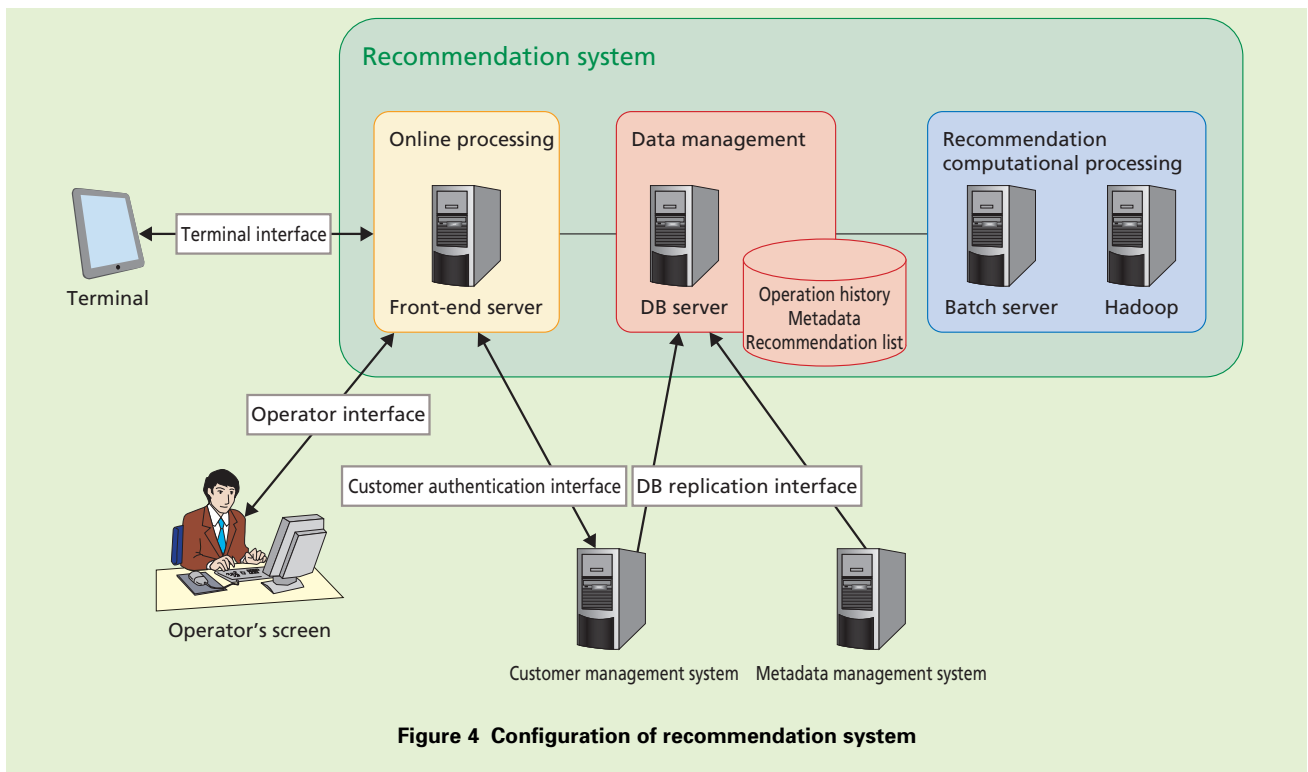 Recommendation system
Online processing
Data management
Recommendation
computational processing
Terminal interface
Terminal
Front-end server
DB server
Operation history
Metadata
Recommendation list
Batch server
Hadoop
Operator interface
Customer authentication interface
DB replication interface
Operator's screen
Customer management system
Metadata management system
Figure 4 Configuration of recommendation system